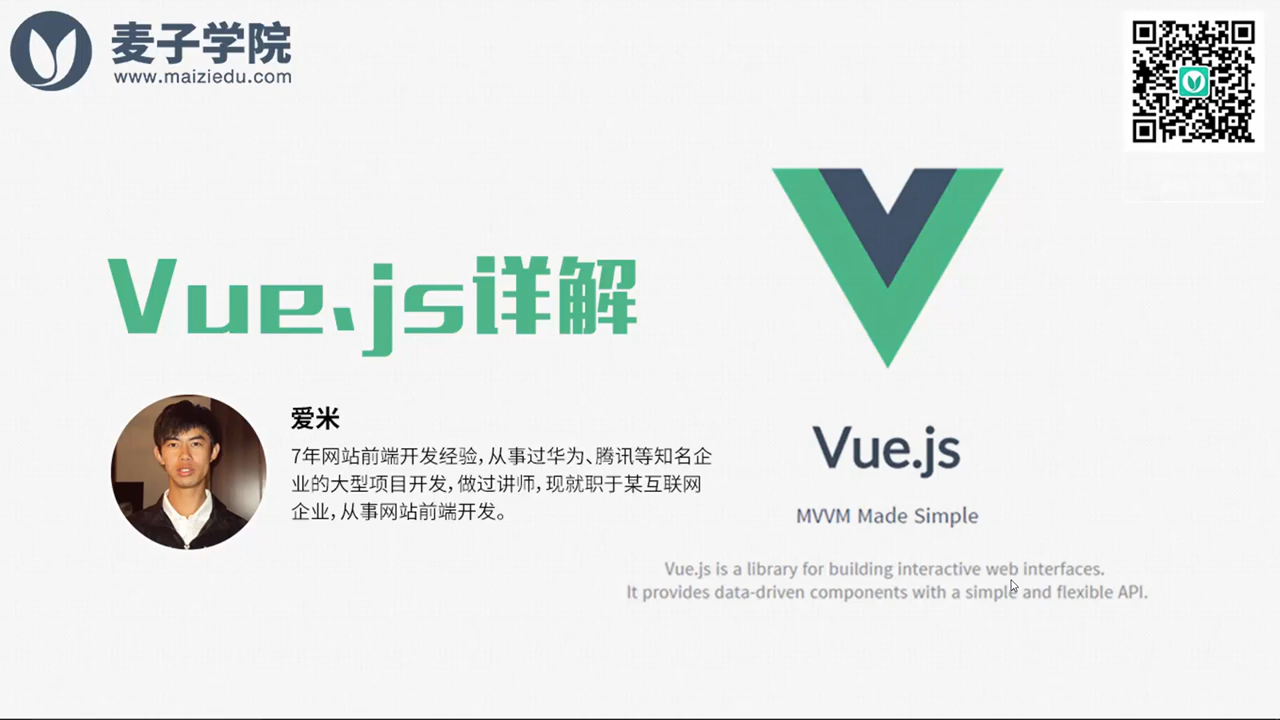 麦子学院
www.maiziedu.com
Vue.js详解
爱米
7年网站前端开发经验,从事过华为、腾讯等知名企
业的大型项目开发,做过讲师,现就职于某互联网
企业,从事网站前端开发。
Vue.js
MVVM Made Simple
Vue.js is a library for building interactive web interfaces.
It provides data-driven components with a simple and flexible API.